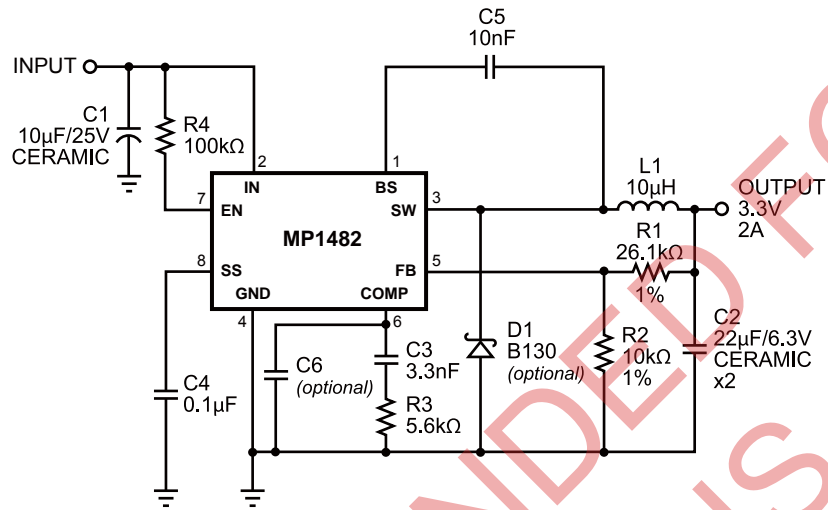 C5
10nF
INPUT
C1
10µF/25V
CERAMIC
R4
100kΩ
2
1
IN
BS
7
EN
SW
3
MP1482
8
SS
FB
5
GND
COMP
4
6
L1
10µH
OUTPUT
3.3V
2A
R1
26.1kΩ
1%
R2
10kΩ
1%
C2
22µF/6.3V
CERAMIC
x2
D1
B130
(optional)
C3
3.3nF
R3
5.6kΩ
C6
(optional)
C4
0.1µF